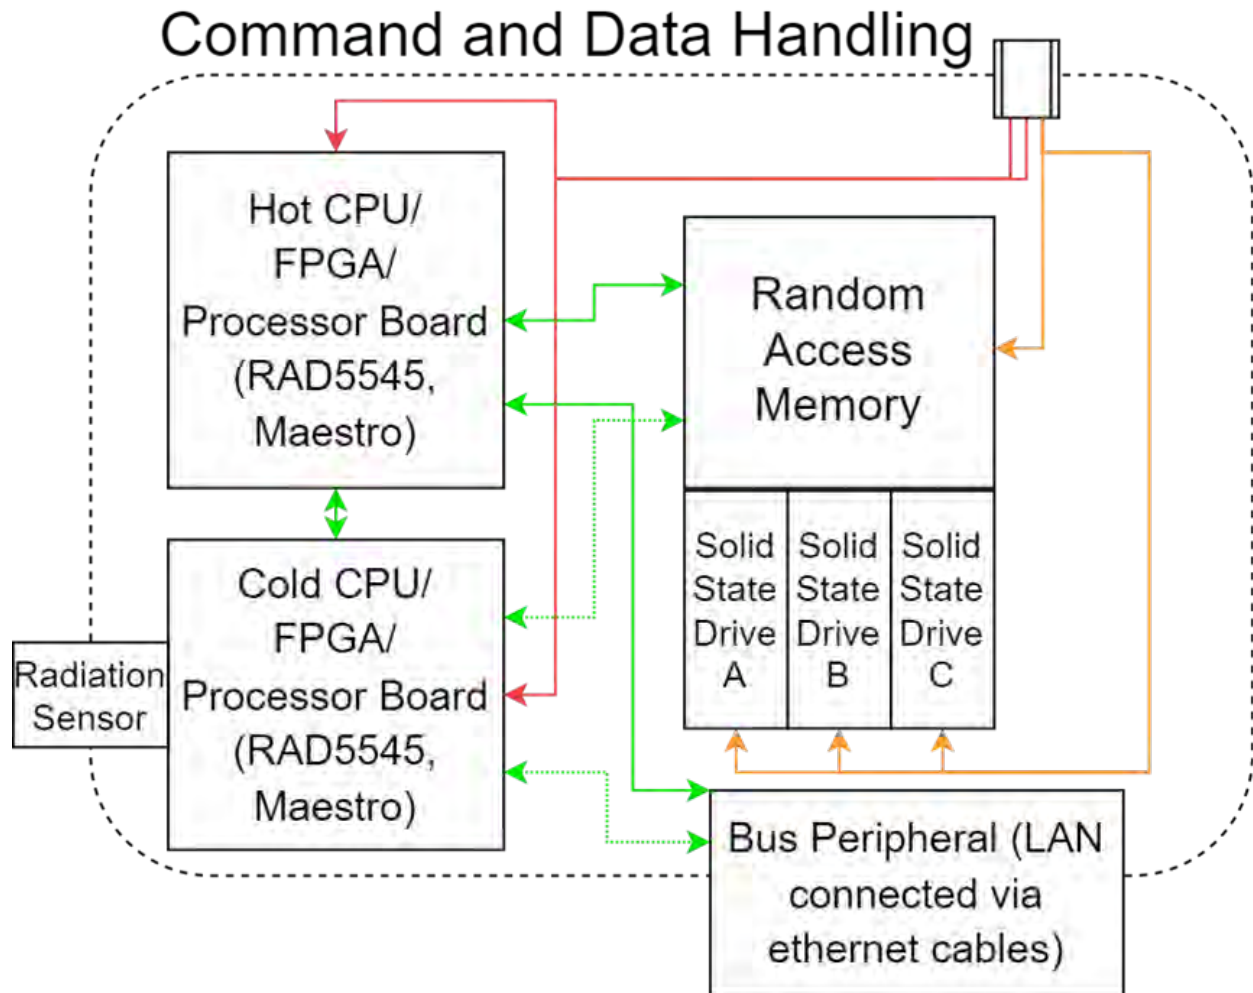 Command and Data Handling
Hot CPU/
FPGA/
Processor Board
(RAD5545,
Maestro)
Random
Access
Memory
Solid
State
Drive
A
Solid
State
Drive
B
Solid
State
Drive
C
Cold CPU/
FPGA/
Processor Board
(RAD5545,
Maestro)
Radiation
Sensor
Bus Peripheral (LAN
connected via
ethernet cables)